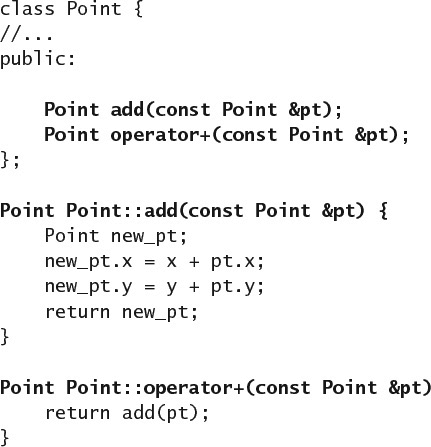 class Point {
//...
public:

    Point add(const Point &pt);
    Point operator+(const Point &pt);
};

Point Point::add(const Point &pt) {
    Point new_pt;
    new_pt.x = x + pt.x;
    new_pt.y = y + pt.y;
    return new_pt;
}

Point Point::operator+(const Point &pt)
    return add(pt);
}